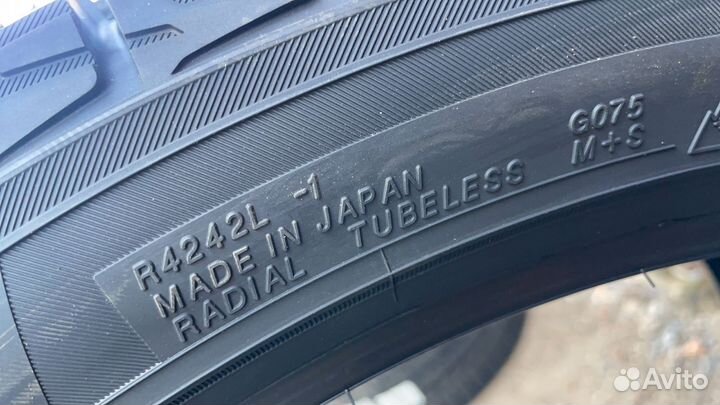 R4242L -1
MADE IN JAPAN
RADIAL TUBELESS
G075
M+S
Avito